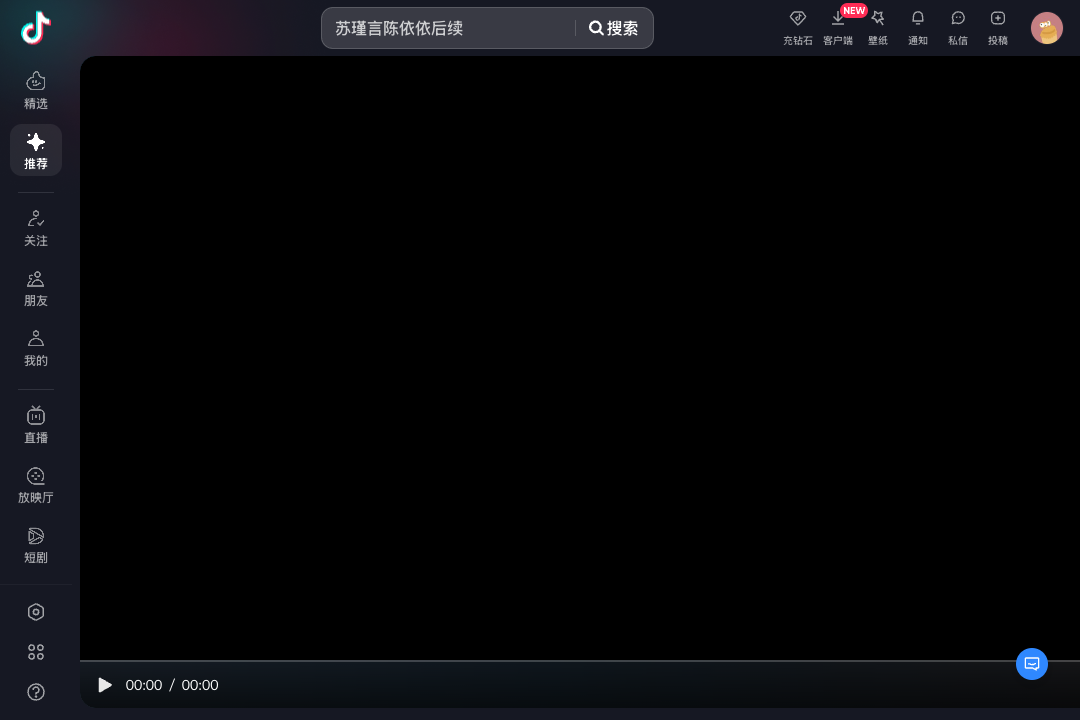 苏瑾言陈依依后续
搜索
NEW
充钻石
客户端
壁纸
通知
私信
投稿
精选
推荐
关注
朋友
我的
直播
放映厅
短剧
00:00 / 00:00